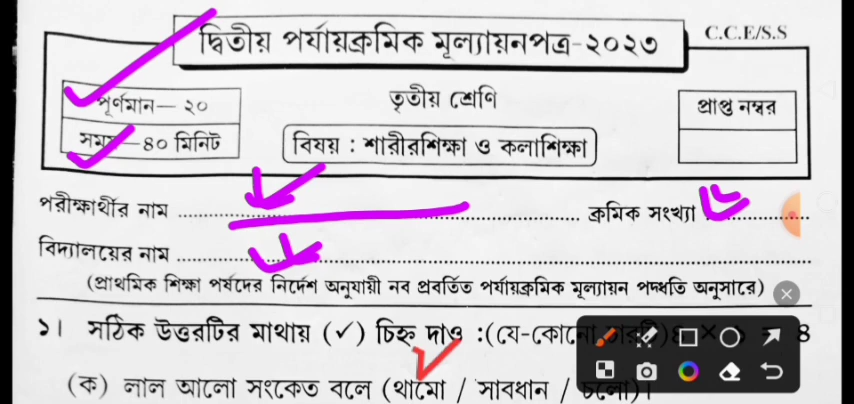 দ্বিতীয় পর্যায়ক্রমিক মূল্যায়নপত্র-২০২৩
C.C.E/S.S
পূর্ণমান— ২০
তৃতীয় শ্রেণি
প্রাপ্ত নম্বর
সময়—৪০ মিনিট
বিষয় : শারীরশিক্ষা ও কলাশিক্ষা
পরীক্ষার্থীর নাম ........................ ক্রমিক সংখ্যা ............
বিদ্যালয়ের নাম ........................
(প্রাথমিক শিক্ষা পর্ষদের নির্দেশ অনুযায়ী নব প্রবর্তিত পর্যায়ক্রমিক মূল্যায়ন পদ্ধতি অনুসারে)
১। সঠিক উত্তরটির মাথায় (✓) চিহ্ন দাও :(যে-কোনো ৪
(ক) লাল আলো সংকেত বলে (থামো / সাবধান / চলো)।